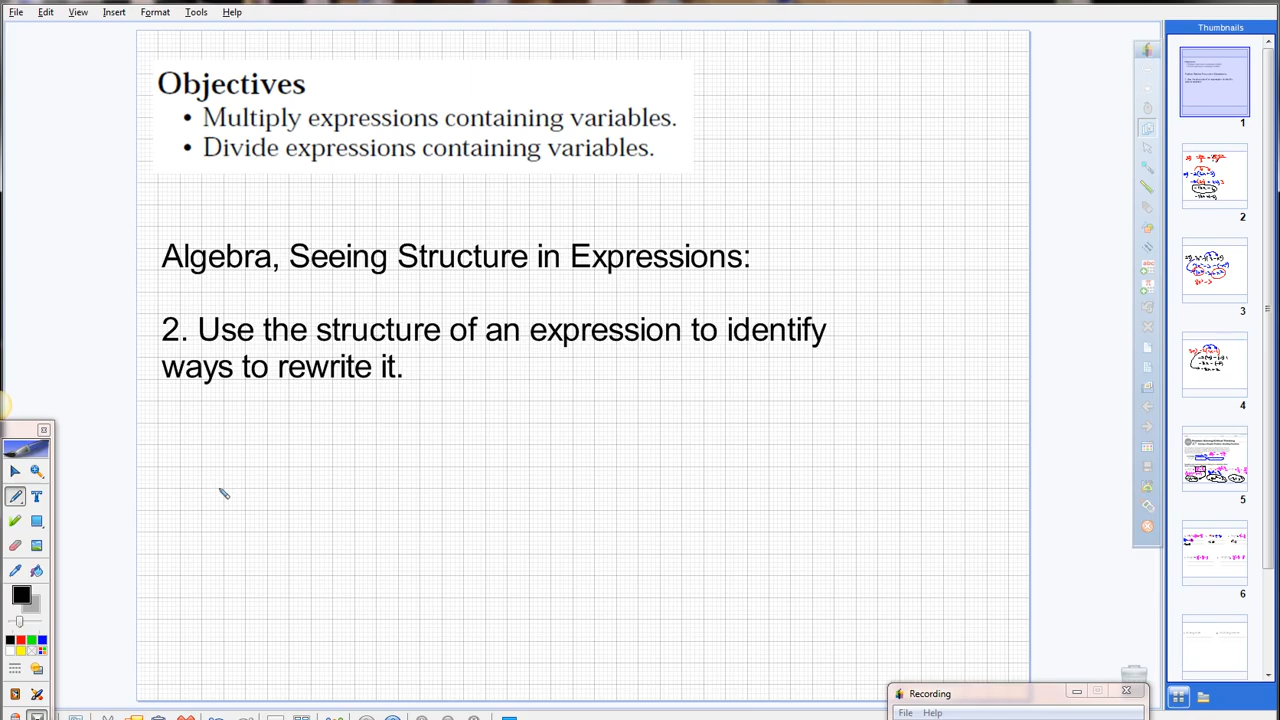 File Edit View Insert Format Tools Help
Thumbnails
Objectives
• Multiply expressions containing variables.
• Divide expressions containing variables.
Algebra, Seeing Structure in Expressions:
2. Use the structure of an expression to identify
ways to rewrite it.
1
2
3
4
5
6
Recording
File Help